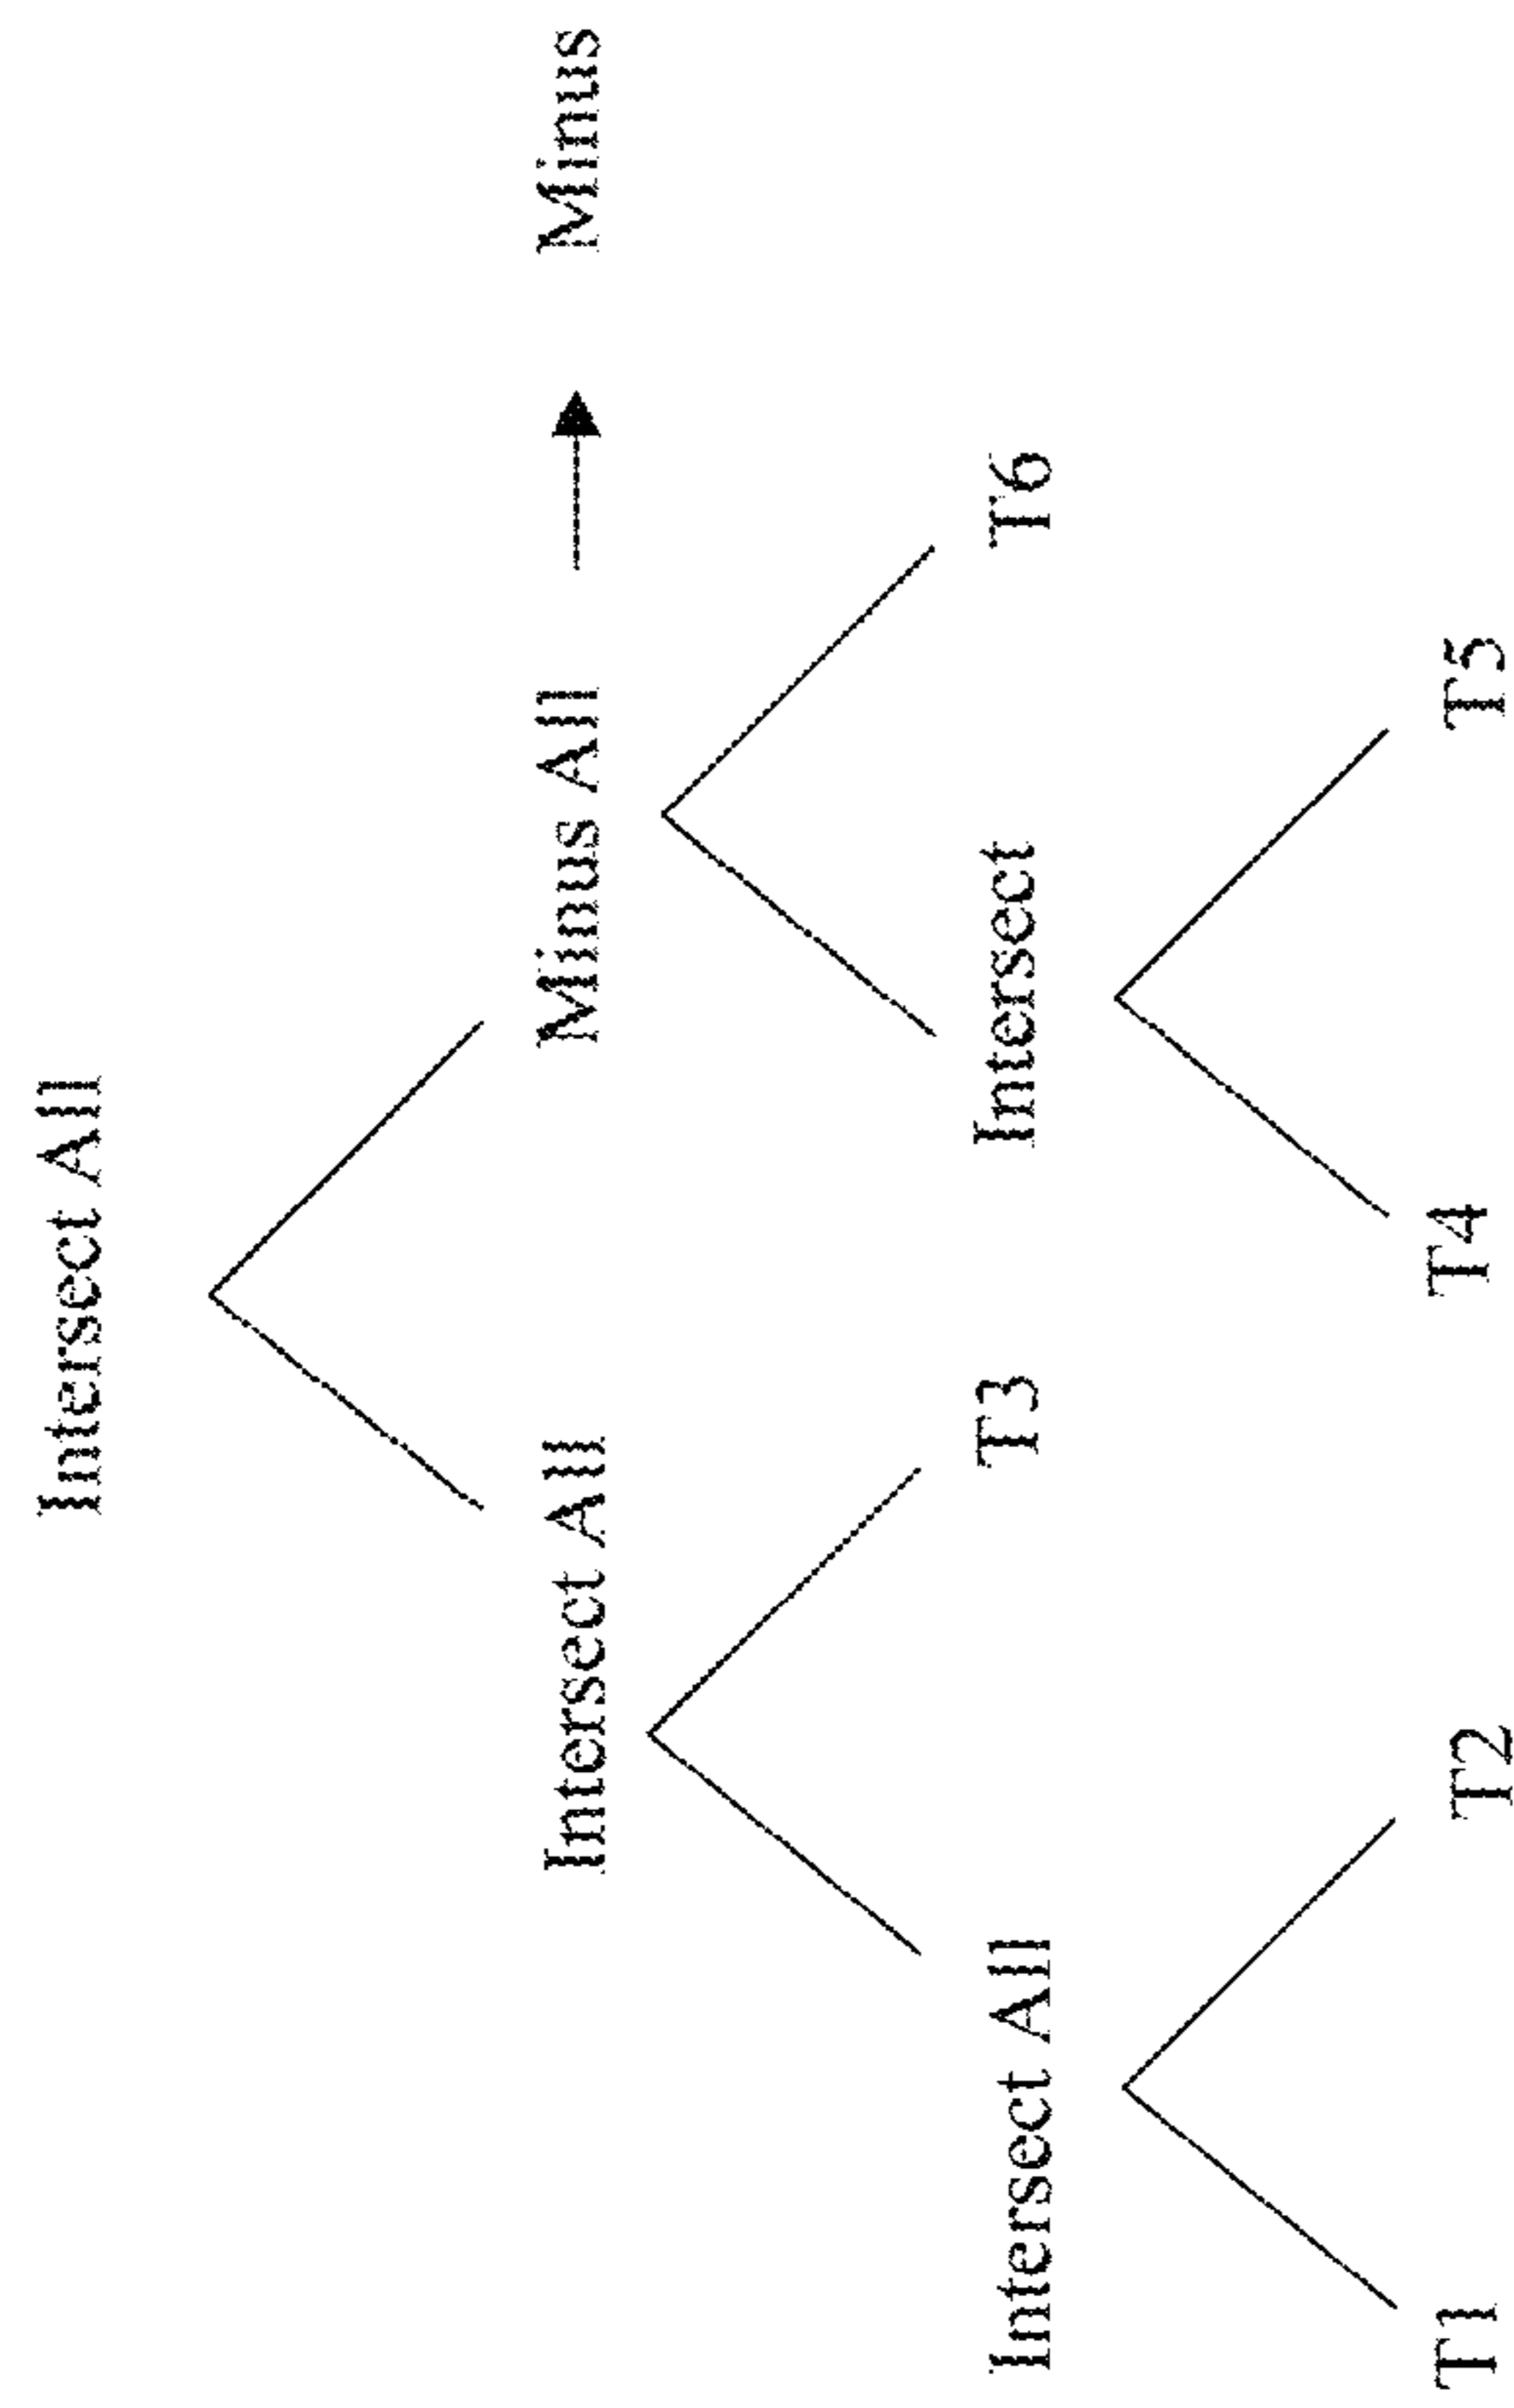 Intersect All
Intersect All
Minus All
Minus
Intersect All
T3
Intersect
T6
T1
T2
T4
T5